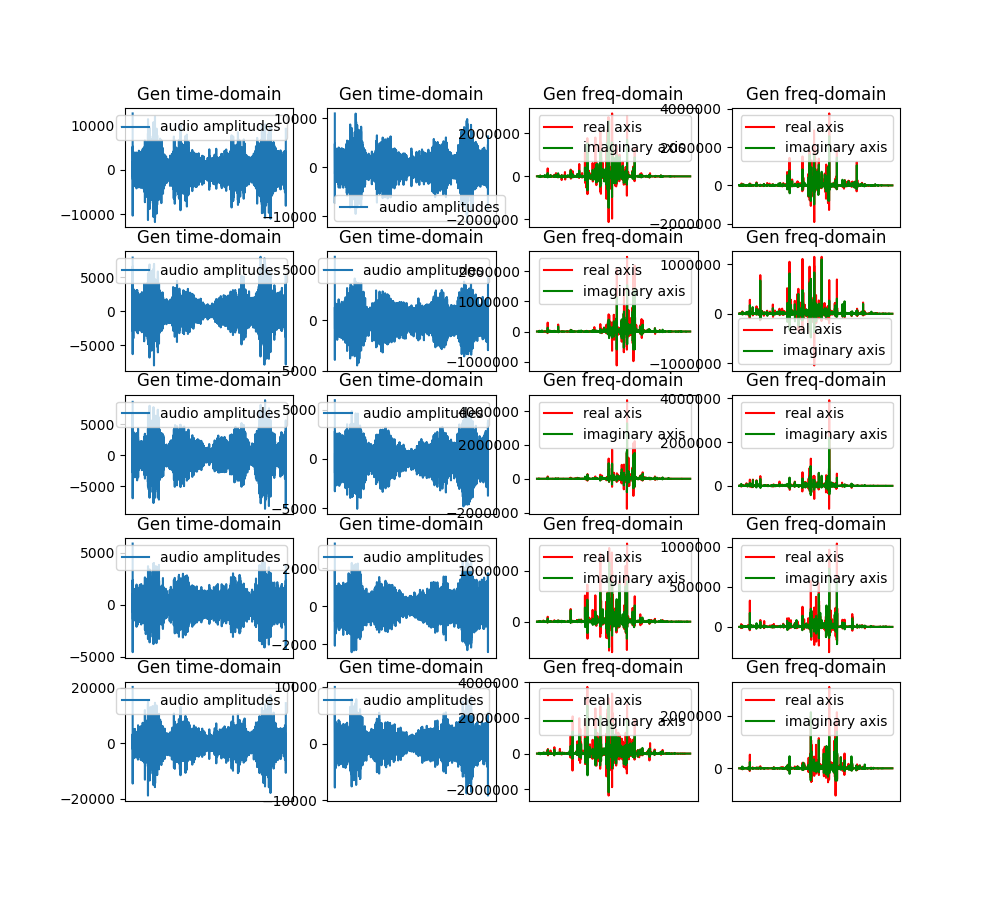 Gen time-domain Gen time-domain Gen freq-domain Gen freq-domain
10000 audio amplitudes 10000 2000000 real axis 4000000 real axis
imaginary axis 2000000 imaginary axis
0 0 0 0
−10000 −10000 audio amplitudes −2000000 −2000000
Gen time-domain Gen time-domain Gen freq-domain Gen freq-domain
5000 audio amplitudes 5000 audio amplitudes 2000000 real axis 1000000
1000000 imaginary axis
0 0 0 0
real axis
−5000 5000 −1000000 −1000000 imaginary axis
Gen time-domain Gen time-domain Gen freq-domain Gen freq-domain
5000 audio amplitudes 5000 audio amplitudes 4000000 real axis 4000000 real axis
2000000 imaginary axis 2000000 imaginary axis
0 0 0 0
−5000 −5000 −2000000
Gen time-domain Gen time-domain Gen freq-domain Gen freq-domain
5000 audio amplitudes 2000 audio amplitudes 1000000 real axis 1000000 real axis
imaginary axis 500000 imaginary axis
0 0 0 0
−5000 −2000
Gen time-domain Gen time-domain Gen freq-domain Gen freq-domain
20000 audio amplitudes 10000 audio amplitudes 4000000 real axis real axis
2000000 imaginary axis 2000000 imaginary axis
0 0 0 0
−20000 10000 −2000000